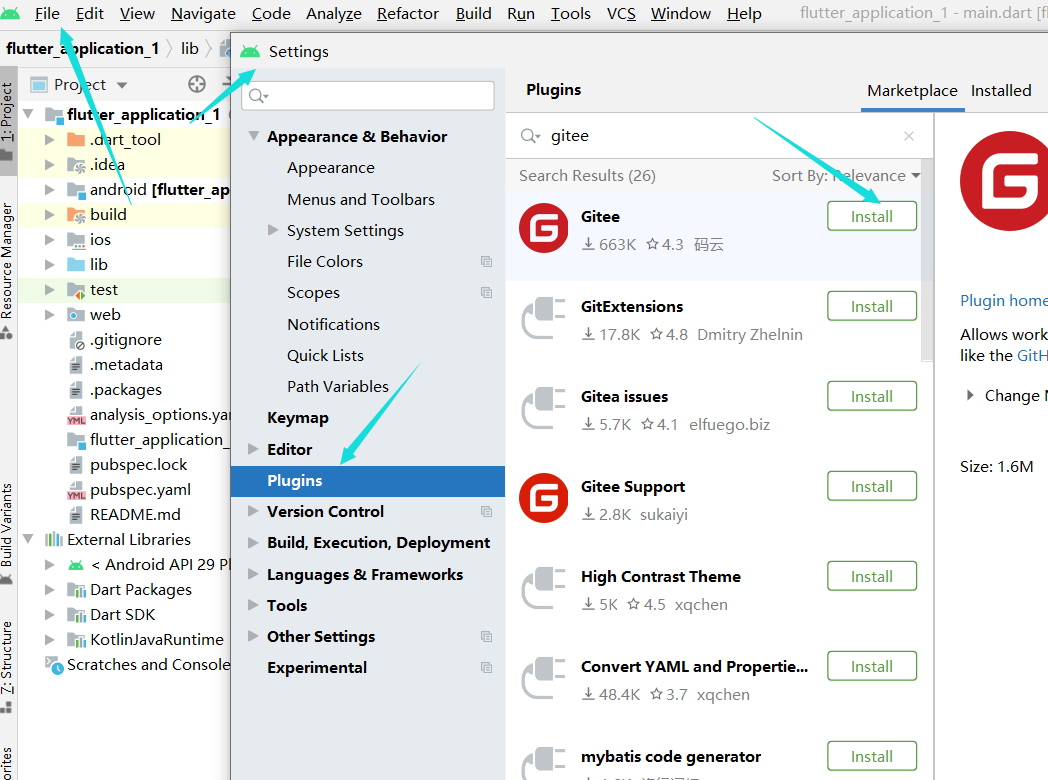 File Edit View Navigate Code Analyze Refactor Build Run Tools VCS Window Help flutter_application_1 - main.dart [fl
flutter_application_1 lib
Settings
1: Project
Resource Manager
Build Variants
7: Structure
Project
flutter_application_1
.dart_tool
.idea
android [flutter_ap
build
ios
lib
test
web
.gitignore
.metadata
.packages
analysis_options.ya
flutter_application_
pubspec.lock
pubspec.yaml
README.md
External Libraries
< Android API 29 Pl
Dart Packages
Dart SDK
KotlinJavaRuntime
Scratches and Console
Appearance & Behavior
Appearance
Menus and Toolbars
System Settings
File Colors
Scopes
Notifications
Quick Lists
Path Variables
Keymap
Editor
Plugins
Version Control
Build, Execution, Deployment
Languages & Frameworks
Tools
Other Settings
Experimental
Plugins Marketplace Installed
gitee
Search Results (26) Sort By: Relevance
Gitee Install
663K 4.3 码云
GitExtensions Install
17.8K 4.8 Dmitry Zhelnin
Gitea issues Install
5.7K 4.1 elfuego.biz
Gitee Support Install
2.8K sukaiyi
High Contrast Theme Install
5K 4.5 xqchen
Convert YAML and Propertie... Install
48.4K 3.7 xqchen
mybatis code generator Install
Plugin home
Allows work
like the GitH
Change N
Size: 1.6M